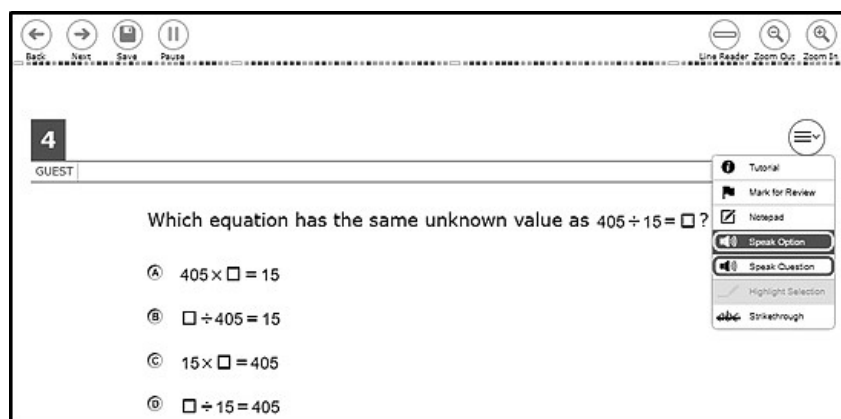 Back Next Save Pause Line Reader Zoom Out Zoom In
4
GUEST
Tutorial
Mark for Review
Notepad
Speak Option
Speak Question
Highlight Selection
abc Strikethrough
Which equation has the same unknown value as 405 ÷ 15 = □ ?
A 405 × □ = 15
B □ ÷ 405 = 15
C 15 × □ = 405
D □ ÷ 15 = 405